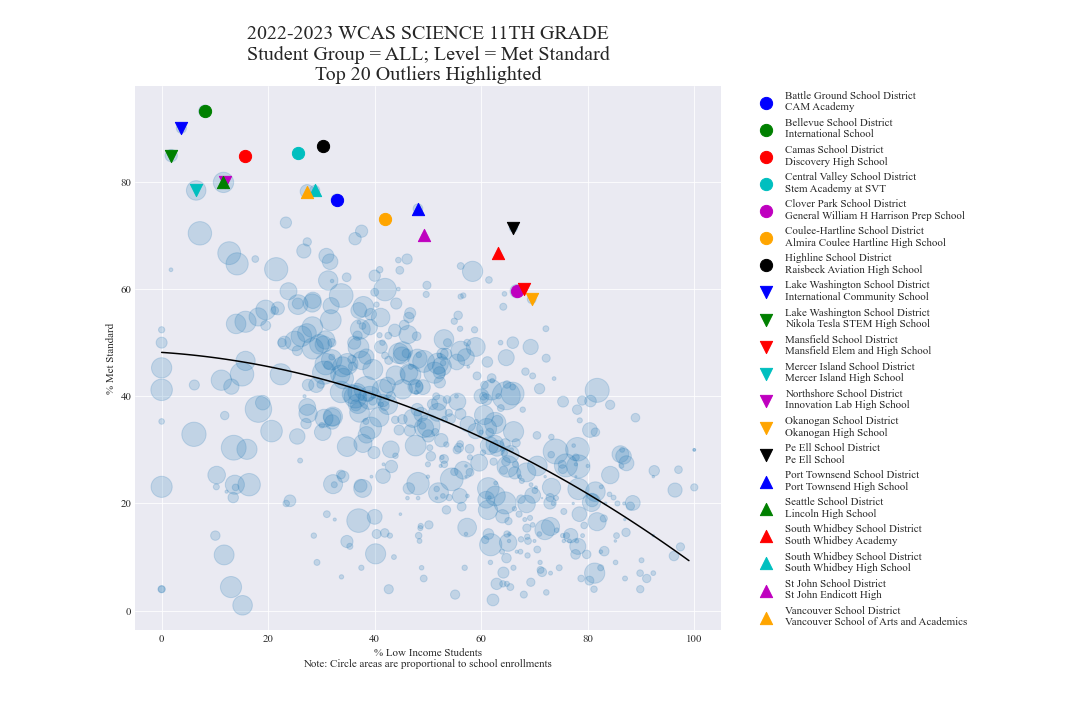 2022-2023 WCAS SCIENCE 11TH GRADE
Student Group = ALL; Level = Met Standard
Top 20 Outliers Highlighted
% Met Standard
80
60
40
20
0
0 20 40 60 80 100
% Low Income Students
Note: Circle areas are proportional to school enrollments
Battle Ground School District
CAM Academy
Bellevue School District
International School
Camas School District
Discovery High School
Central Valley School District
Stem Academy at SVT
Clover Park School District
General William H Harrison Prep School
Coulee-Hartline School District
Almira Coulee Hartline High School
Highline School District
Raisbeck Aviation High School
Lake Washington School District
International Community School
Lake Washington School District
Nikola Tesla STEM High School
Mansfield School District
Mansfield Elem and High School
Mercer Island School District
Mercer Island High School
Northshore School District
Innovation Lab High School
Okanogan School District
Okanogan High School
Pe Ell School District
Pe Ell School
Port Townsend School District
Port Townsend High School
Seattle School District
Lincoln High School
South Whidbey School District
South Whidbey Academy
South Whidbey School District
South Whidbey High School
St John School District
St John Endicott High
Vancouver School District
Vancouver School of Arts and Academics